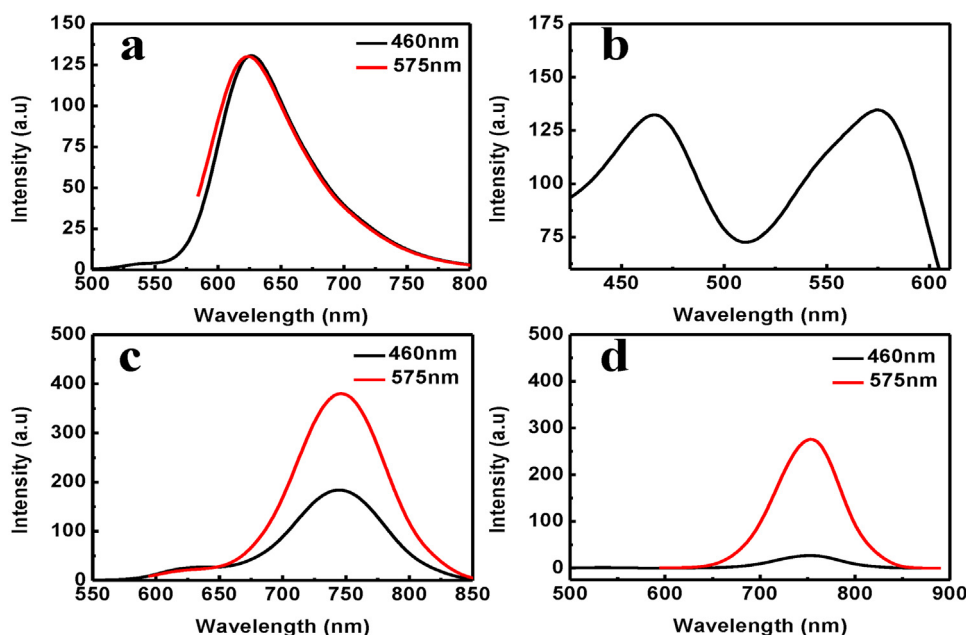 a
460nm
575nm
Intensity (a.u)
150
125
100
75
50
25
0
500 550 600 650 700 750 800
Wavelength (nm)
b
Intensity (a.u)
175
150
125
100
75
450 500 550 600
Wavelength (nm)
c
460nm
575nm
Intensity (a.u)
500
400
300
200
100
0
550 600 650 700 750 800 850
Wavelength (nm)
d
460nm
575nm
Intensity (a.u)
500
400
300
200
100
0
500 600 700 800 900
Wavelength (nm)